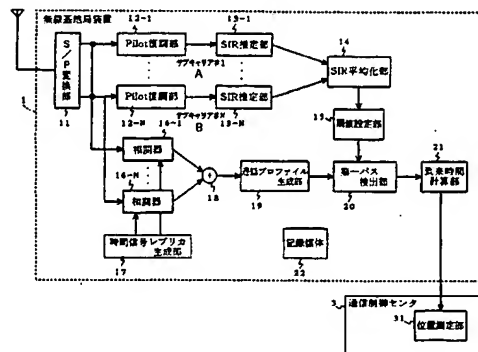 無線基地局装置
1
S/P変換部
11
12-1
Pilot復調部
13-1
SIR推定部
サブキャリア#1
A
14
SIR平均化部
12-N
Pilot復調部
13-N
SIR推定部
サブキャリア#N
B
15
閾値設定部
16-1
相関器
16-N
相関器
+
18
遅延プロファイル生成部
19
第一パス検出部
20
21
到来時間計算部
時間信号レプリカ生成部
17
記録媒体
22
3
通信制御センタ
位置測定部
31